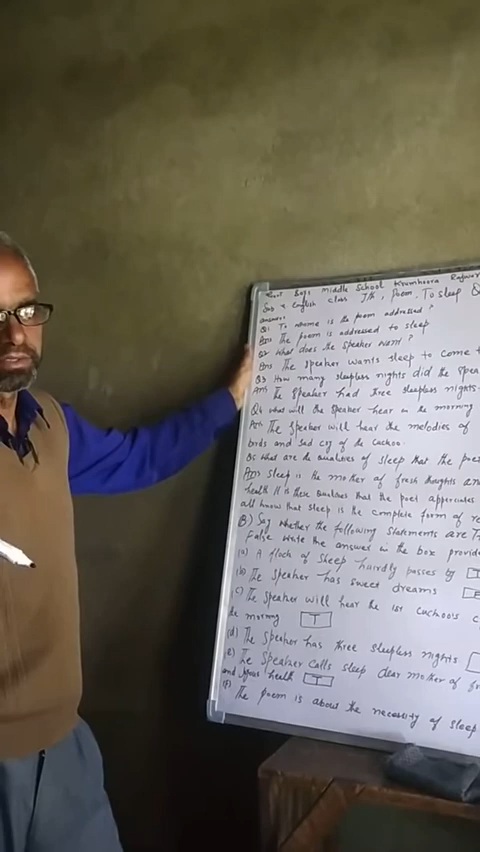 Govt Boys Middle School Krumhoora Rajwar
Sub : English class 7th, Poem. To Sleep Q
answers.
Q1 To whome is the poem addressed ?
Ans The poem is addressed to sleep
Q2 What does the speaker want ?
Ans The speaker wants sleep to come t
Q3 How many sleepless nights did the spea
Ans The speaker had three sleepless nights.
Q4 what will the speaker hear in the morning
Ans The speaker will hear the melodies of
birds and sad cry of the cuckoo.
Q5 what are the qualities of sleep that the poe
Ans Sleep is the mother of fresh thoughts an
health It is these qualities that the poet appreciates
all know that sleep is the complete form of re
(B) Say whether the following statements are T
False write the answer in the box provide
(a) A flock of sheep hairdly passes by T
(b) The speaker has sweet dreams F
(c) The speaker will hear the 1st cuckoo's c
the morning T
(d) The speaker has three sleepless nights
(e) The speaker calls sleep dear mother of fr
and joyous health T
(f) The poem is about the necessity of sleep